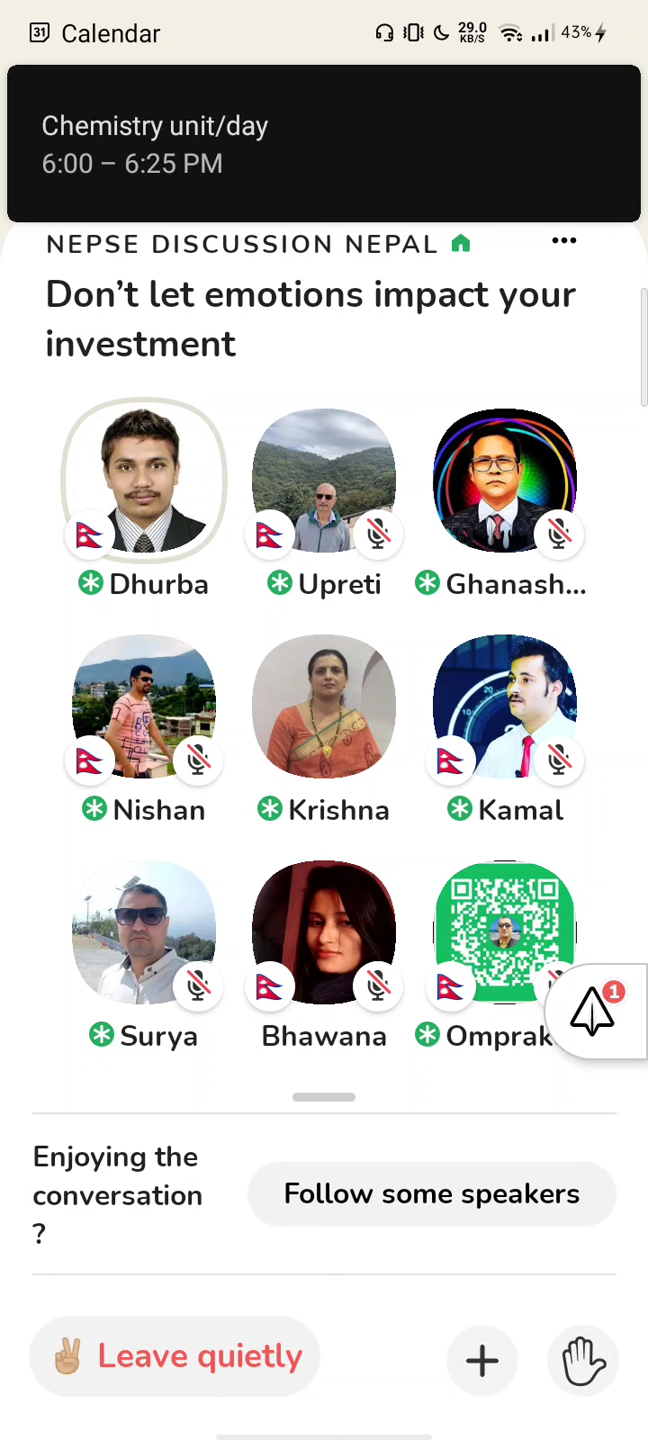 31 Calendar 29.0 KB/S 43%
Chemistry unit/day
6:00 – 6:25 PM
NEPSE DISCUSSION NEPAL
Don’t let emotions impact your
investment
Dhurba Upreti Ghanash...
Nishan Krishna Kamal
Surya Bhawana Omprak
1
Enjoying the
conversation
?
Follow some speakers
Leave quietly